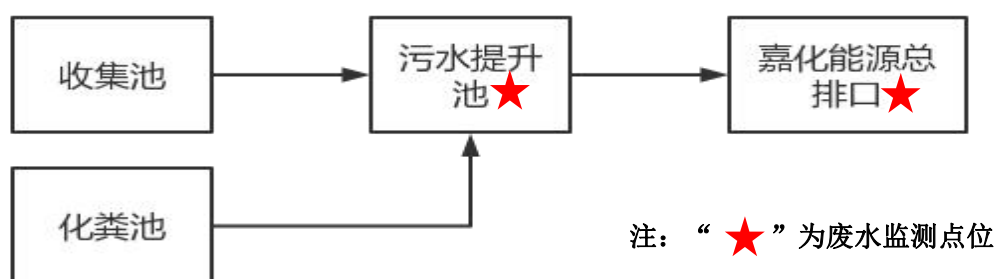 收集池
污水提升
池
嘉化能源总
排口
化粪池
注：“★”为废水监测点位